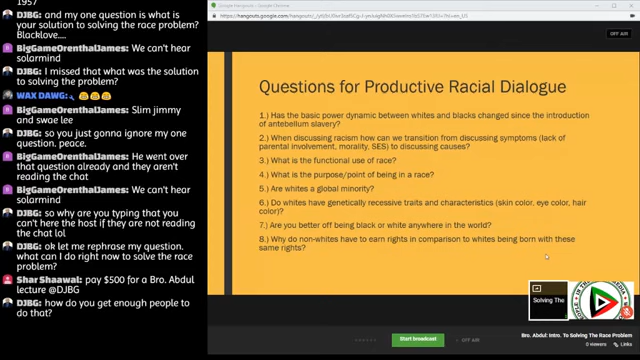 1957
DJBG: And my one question is what is
your solution to solving the race problem?
Blacklove....
BigGameOrenthalJames: We can't hear
solarmind
DJBG: I missed that what was the solution
to solving the problem?
WAX DAWG:
BigGameOrenthalJames: Slim jimmy
and swae lee
DJBG: so you just gonna ignore my one
question. peace.
BigGameOrenthalJames: He went over
that question already and they aren't
reading the chat
BigGameOrenthalJames: We can't hear
solarmind
DJBG: so why are you typing that you
can't here the host if they are not
reading the chat lol
DJBG: ok let me rephrase my question.
what can I do right now to solve the race
problem?
Shar Shaawal: pay $500 for a Bro. Abdul
lecture @DJBG
DJBG: how do you get enough people to
do that?
Google Hangouts - Google Chrome
https://hangouts.google.com/hangouts/
OFF AIR
Questions for Productive Racial Dialogue
1.) Has the basic power dynamic between whites and blacks changed since the introduction
of antebellum slavery?
2.) When discussing racism how can we transition from discussing symptoms (lack of
parental involvement, morality, SES) to discussing causes?
3.) What is the functional use of race?
4.) What is the purpose/point of being in a race?
5.) Are whites a global minority?
6.) Do whites have genetically recessive traits and characteristics (skin color, eye color, hair
color)?
7.) Are you better off being black or white anywhere in the world?
8.) Why do non-whites have to earn rights in comparison to whites being born with these
same rights?
Solving The
Start broadcast
OFF AIR
Bro. Abdul: Intro. To Solving The Race Problem
0 viewers
Links